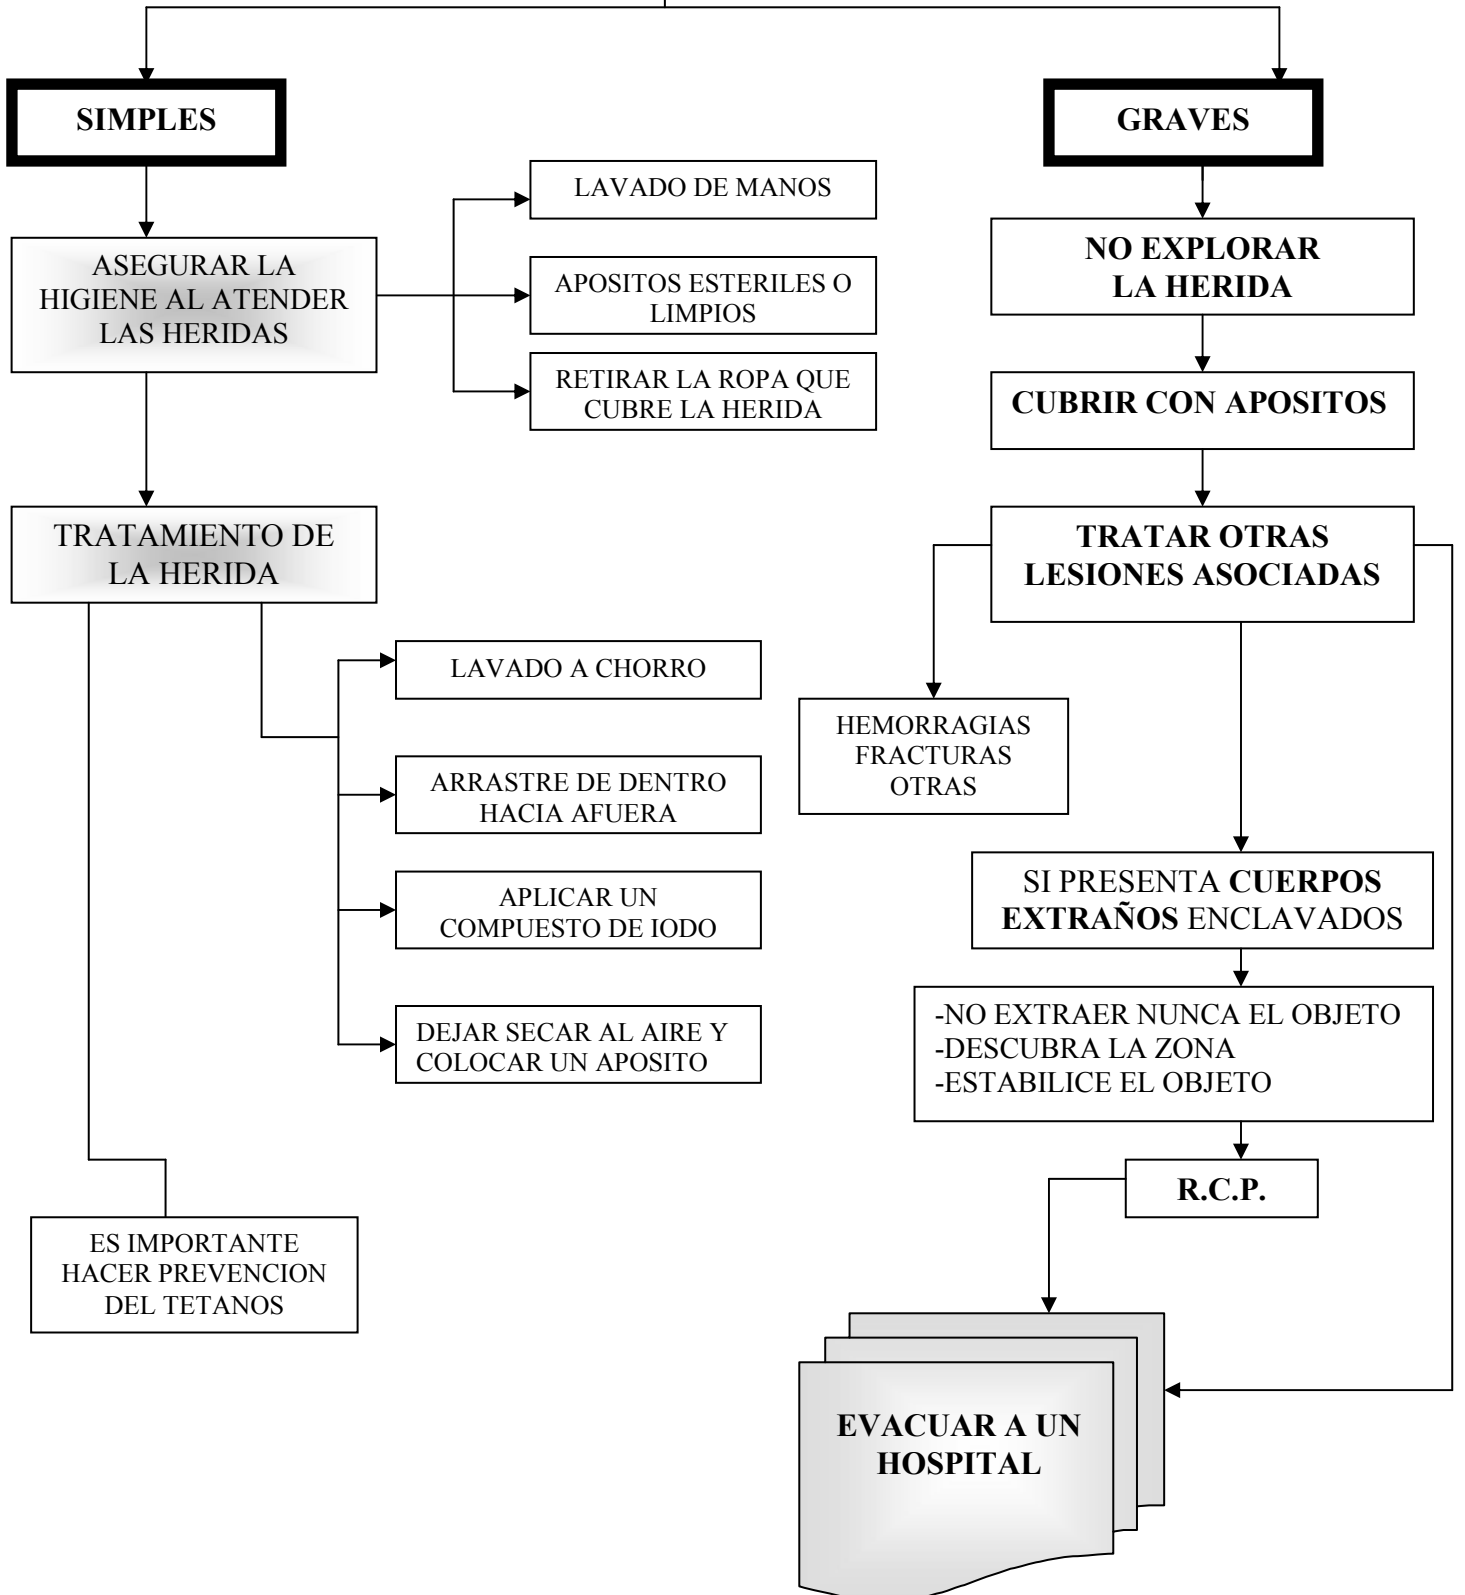 SIMPLES
ASEGURAR LA
HIGIENE AL ATENDER
LAS HERIDAS
LAVADO DE MANOS
APOSITOS ESTERILES O
LIMPIOS
RETIRAR LA ROPA QUE
CUBRE LA HERIDA
TRATAMIENTO DE
LA HERIDA
LAVADO A CHORRO
ARRASTRE DE DENTRO
HACIA AFUERA
APLICAR UN
COMPUESTO DE IODO
DEJAR SECAR AL AIRE Y
COLOCAR UN APOSITO
ES IMPORTANTE
HACER PREVENCION
DEL TETANOS
GRAVES
NO EXPLORAR
LA HERIDA
CUBRIR CON APOSITOS
TRATAR OTRAS
LESIONES ASOCIADAS
HEMORRAGIAS
FRACTURAS
OTRAS
SI PRESENTA CUERPOS
EXTRAÑOS ENCLAVADOS
-NO EXTRAER NUNCA EL OBJETO
-DESCUBRA LA ZONA
-ESTABILICE EL OBJETO
R.C.P.
EVACUAR A UN
HOSPITAL